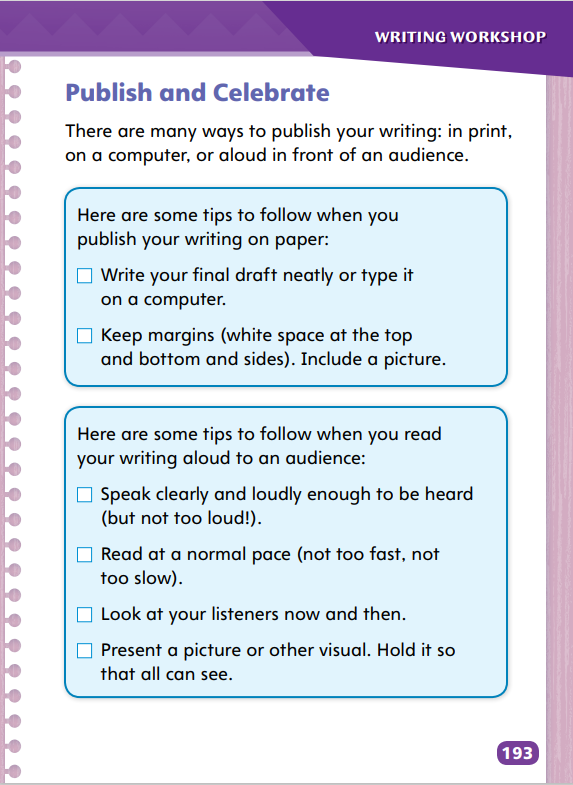 WRITING WORKSHOP
Publish and Celebrate
There are many ways to publish your writing: in print,
on a computer, or aloud in front of an audience.
Here are some tips to follow when you
publish your writing on paper:
Write your final draft neatly or type it
on a computer.
Keep margins (white space at the top
and bottom and sides). Include a picture.
Here are some tips to follow when you read
your writing aloud to an audience:
Speak clearly and loudly enough to be heard
(but not too loud!).
Read at a normal pace (not too fast, not
too slow).
Look at your listeners now and then.
Present a picture or other visual. Hold it so
that all can see.
193